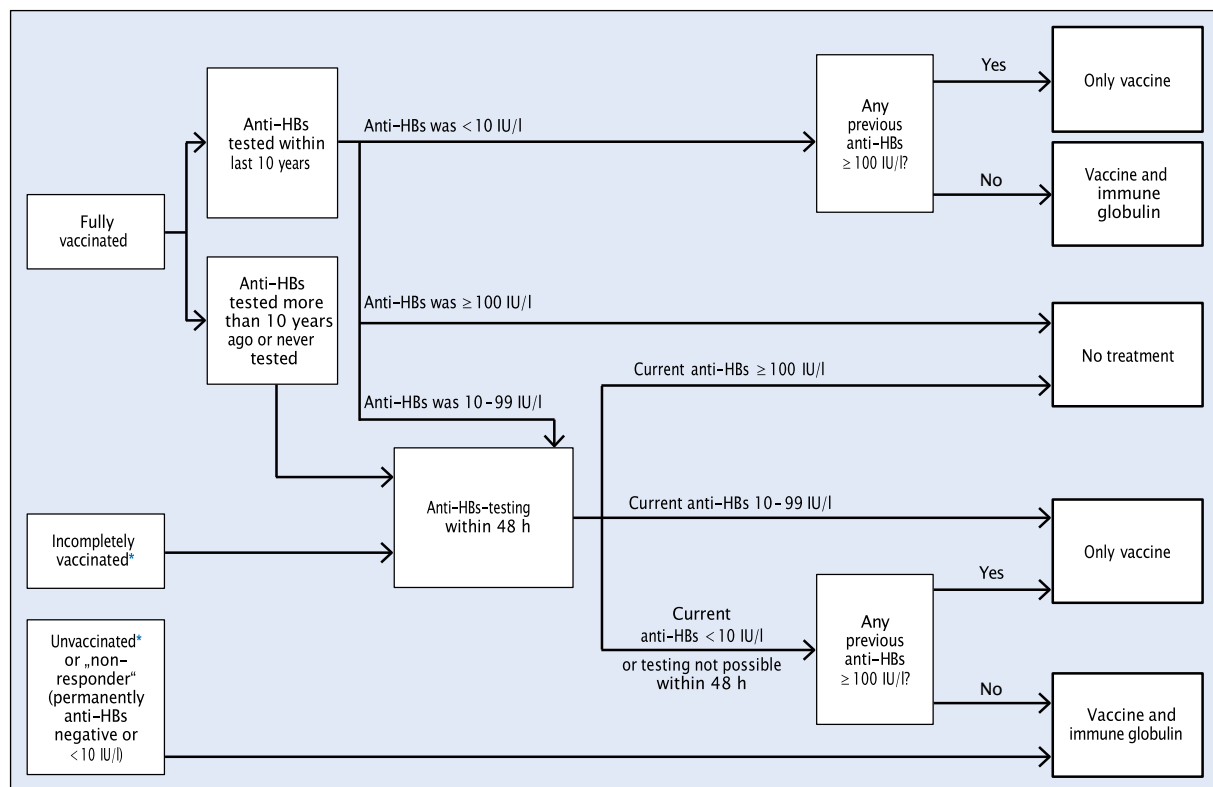 Fully
vaccinated
Anti-HBs
tested within
last 10 years
Anti-HBs
tested more
than 10 years
ago or never
tested
Anti-HBs was <10 IU/l
Any
previous
anti-HBs
≥ 100 IU/l?
Yes
Only vaccine
No
Vaccine and
immune
globulin
Anti-HBs was ≥ 100 IU/l
No treatment
Current anti-HBs ≥ 100 IU/l
Anti-HBs was 10-99 IU/l
Incompletely
vaccinated*
Anti-HBs-testing
within 48 h
Current anti-HBs 10-99 IU/l
Only vaccine
Current
anti-HBs <10 IU/l
or testing not possible
within 48 h
Any
previous
anti-HBs
≥ 100 IU/l?
Yes
No
Unvaccinated*
or „non-
responder“
(permanently
anti-HBs
negative or
<10 IU/l)
Vaccine and
immune globulin